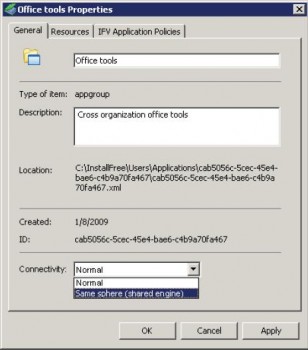 Office tools Properties
General
Resources
IFV Application Policies
Office tools
Type of item: appgroup
Description: Cross organization office tools
Location: C:\InstallFree\Users\Applications\cab5056c-5cec-45e4-
bae6-c4b9a70fa467\cab5056c-5cec-45e4-bae6-c4b9a
70fa467.xml
Created: 1/8/2009
ID: cab5056c-5cec-45e4-bae6-c4b9a70fa467
Connectivity: Normal
Normal
Same sphere (shared engine)
OK
Cancel
Apply